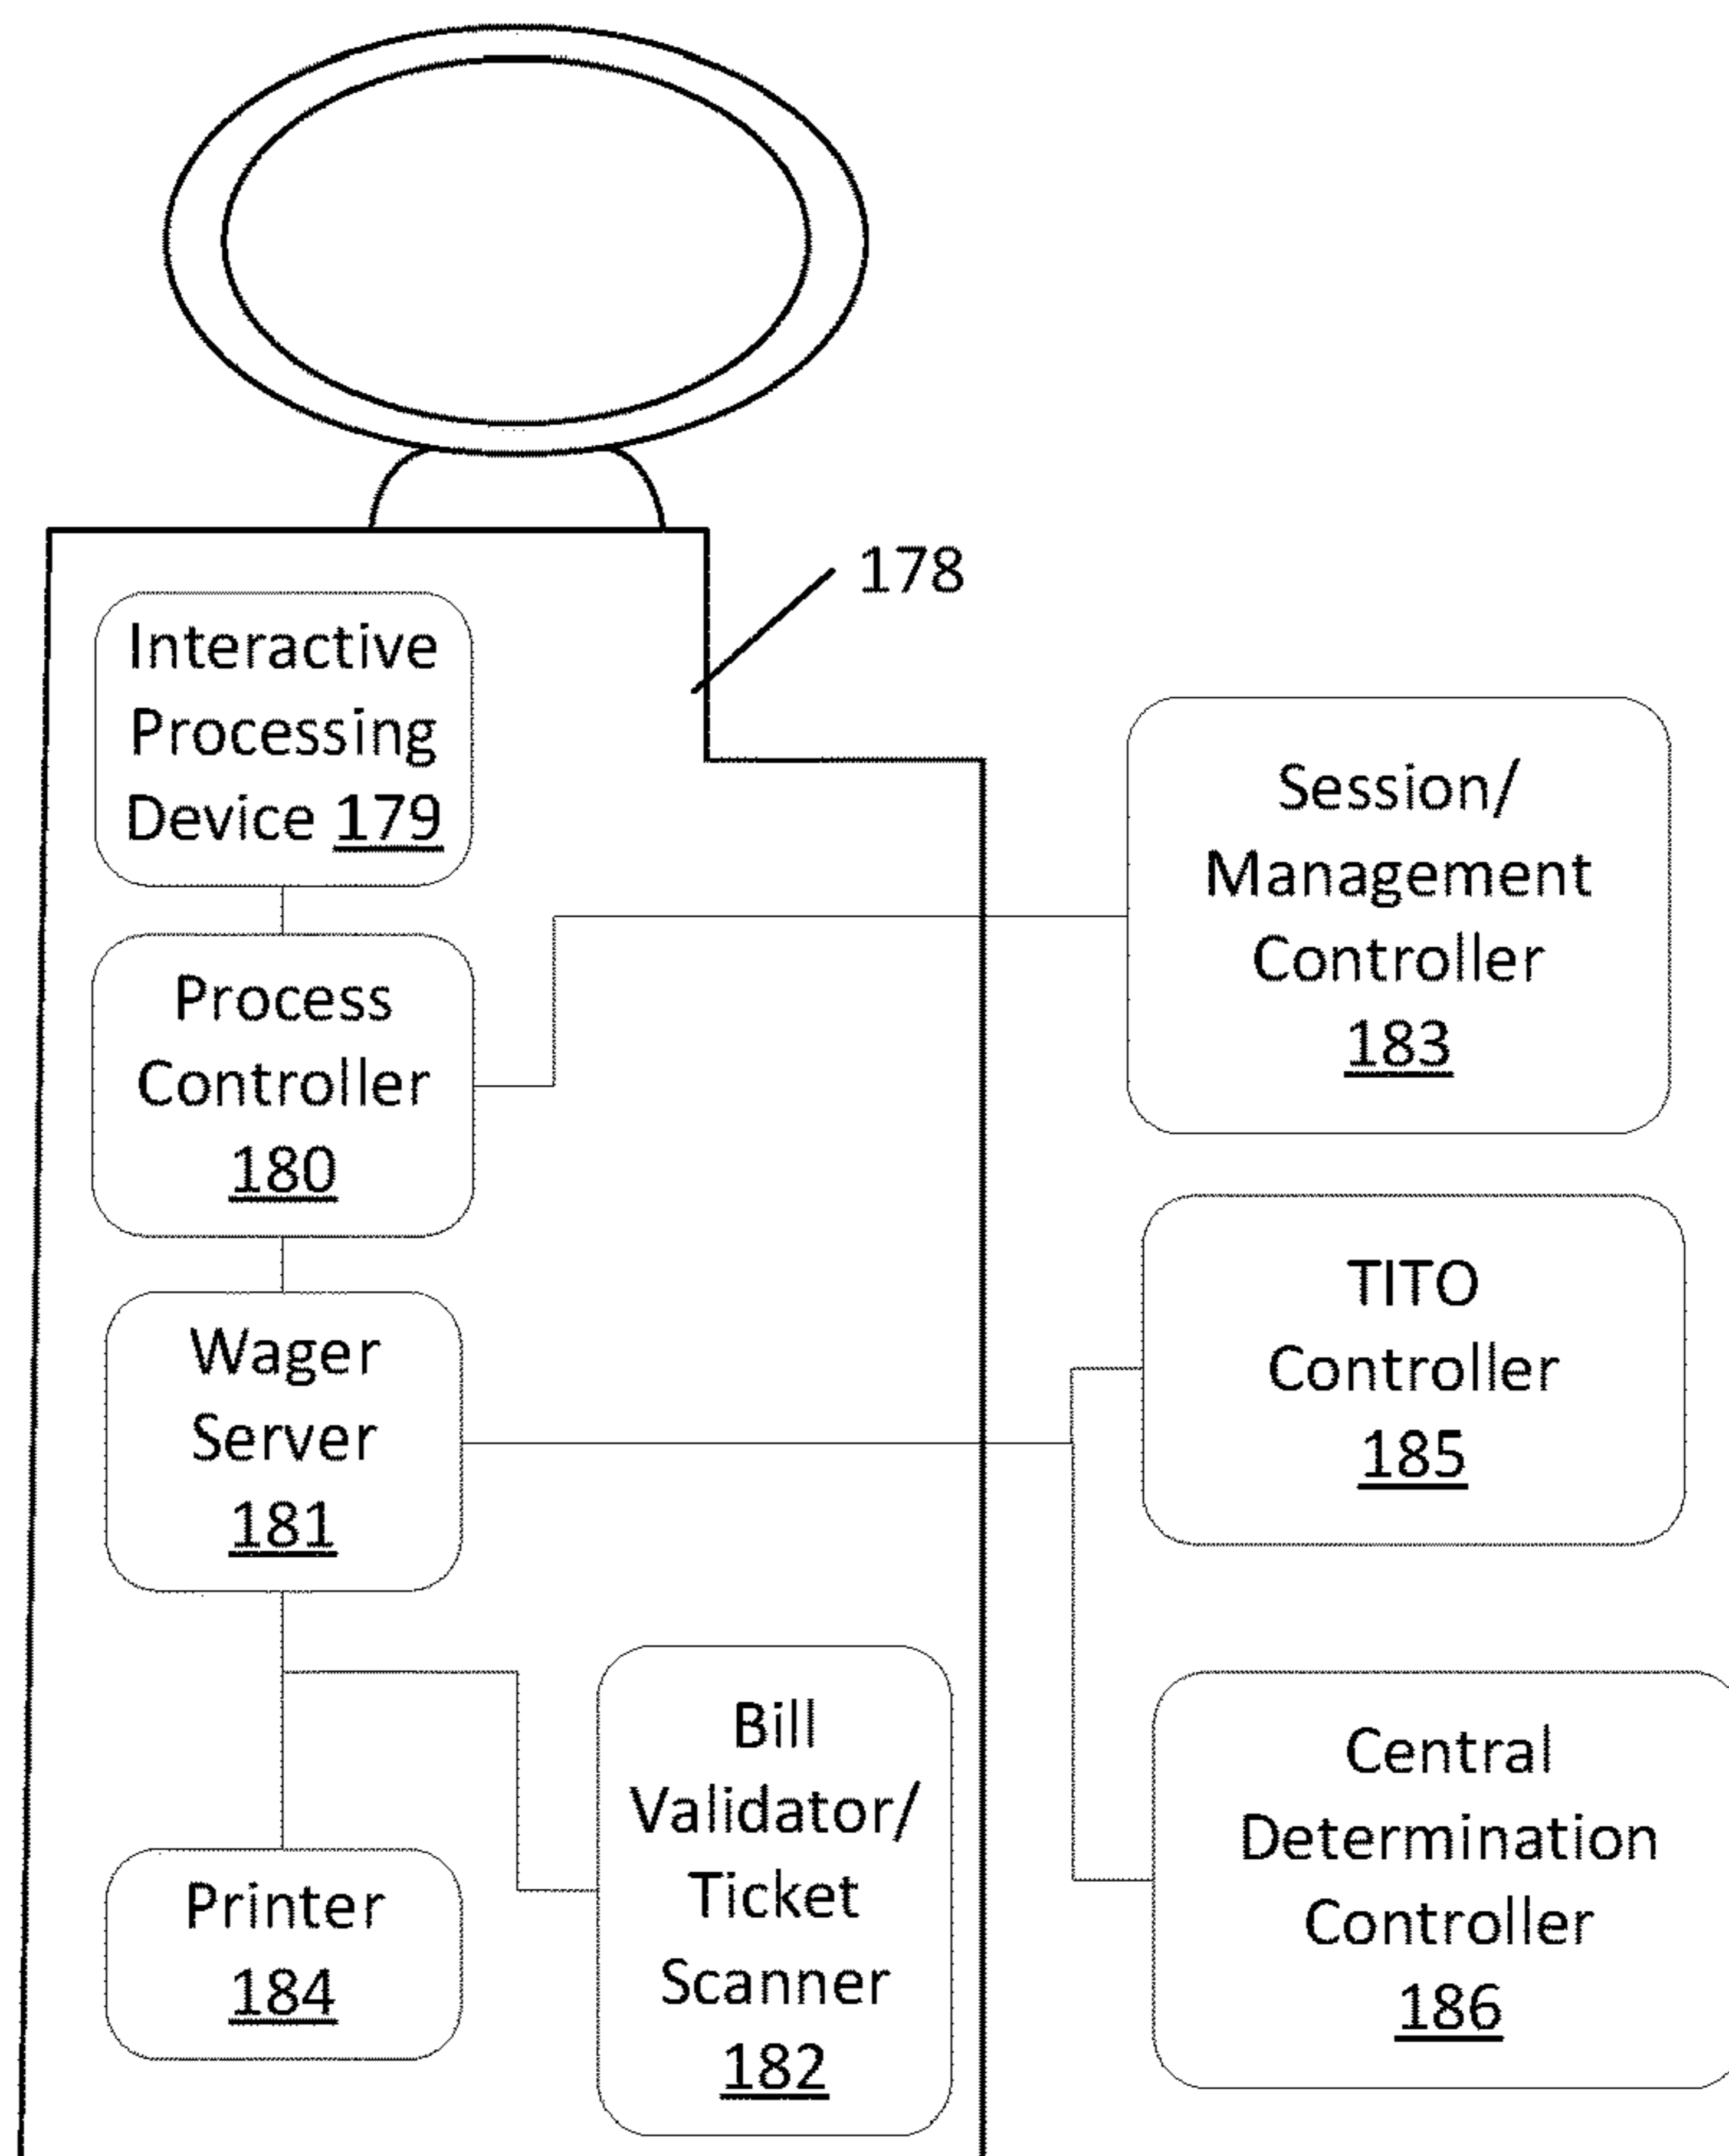 178
Interactive
Processing
Device 179
Process
Controller
180
Wager
Server
181
Printer
184
Bill
Validator/
Ticket
Scanner
182
Session/
Management
Controller
183
TITO
Controller
185
Central
Determination
Controller
186